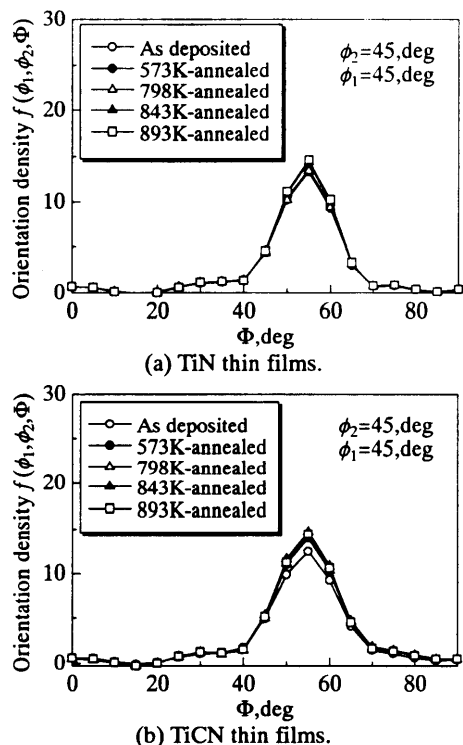 30
20
10
0
Orientation density f (ϕ1,ϕ2,Φ)
As deposited
573K-annealed
798K-annealed
843K-annealed
893K-annealed
ϕ2=45,deg
ϕ1=45,deg
0 20 40 60 80
Φ,deg
(a) TiN thin films.
30
20
10
0
Orientation density f (ϕ1,ϕ2,Φ)
As deposited
573K-annealed
798K-annealed
843K-annealed
893K-annealed
ϕ2=45,deg
ϕ1=45,deg
0 20 40 60 80
Φ,deg
(b) TiCN thin films.